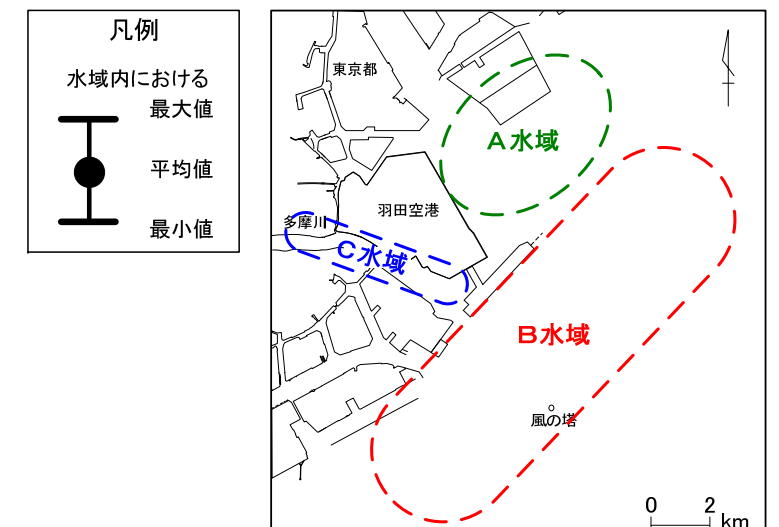 凡例
水域内における
最大値
平均値
最小値
東京都
A水域
羽田空港
多摩川
C水域
B水域
風の塔
0 2 km